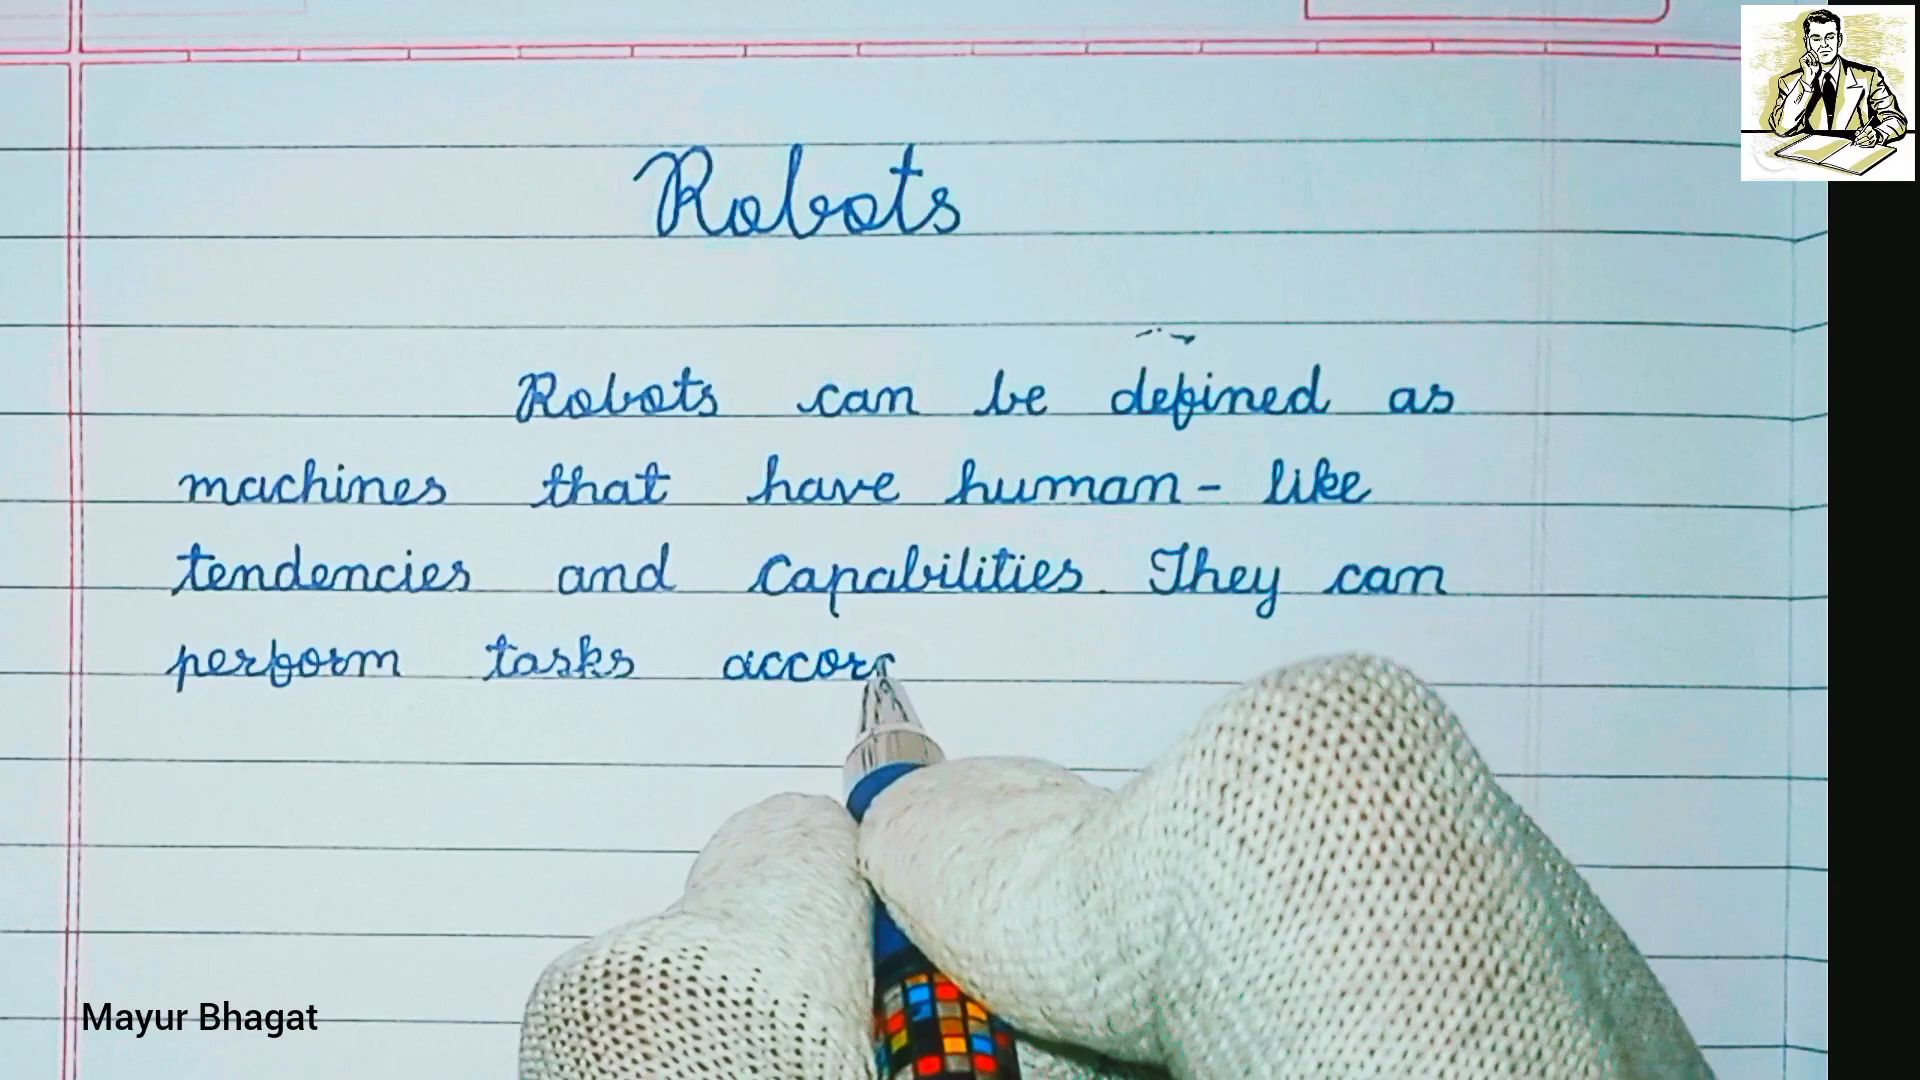 Robots
Robots can be defined as
machines that have human-like
tendencies and capabilities. They can
perform tasks accor
Mayur Bhagat